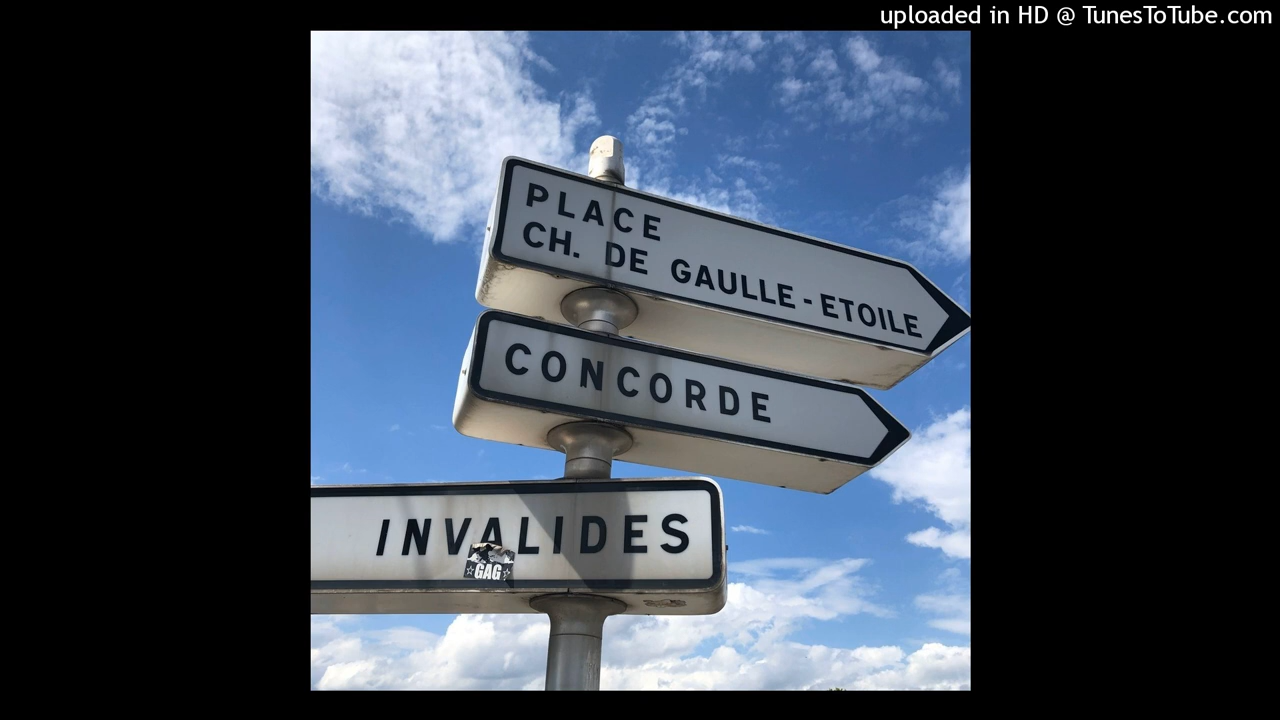 uploaded in HD @ TunesToTube.com
PLACE
CH. DE GAULLE-ETOILE
CONCORDE
INVALIDES
GAG